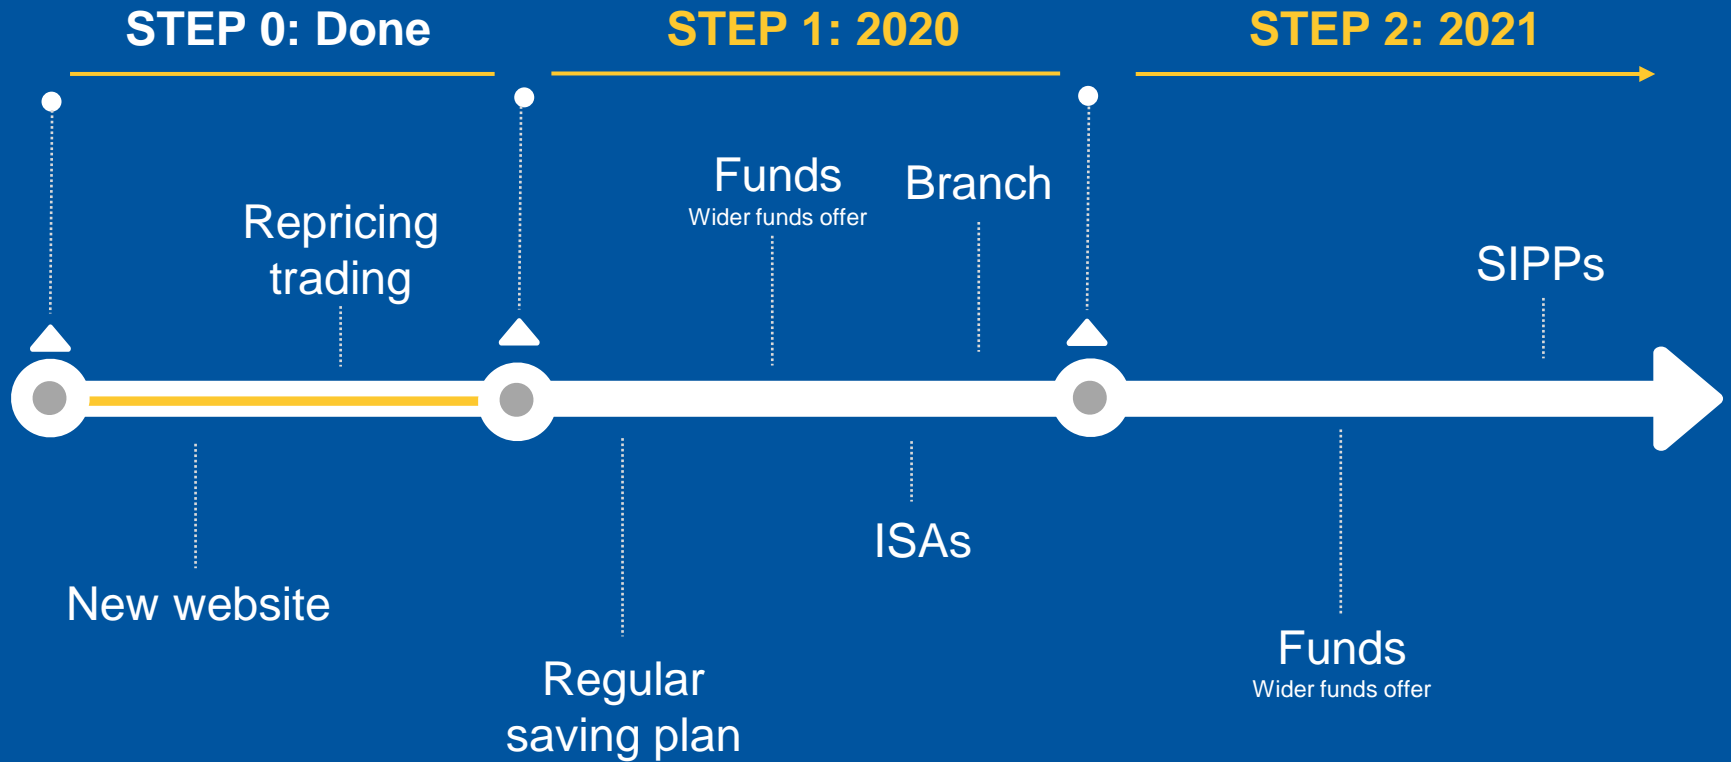 STEP 0: Done
STEP 1: 2020
STEP 2: 2021
Repricing
trading
Funds
Wider funds offer
Branch
SIPPs
New website
Regular
saving plan
ISAs
Funds
Wider funds offer